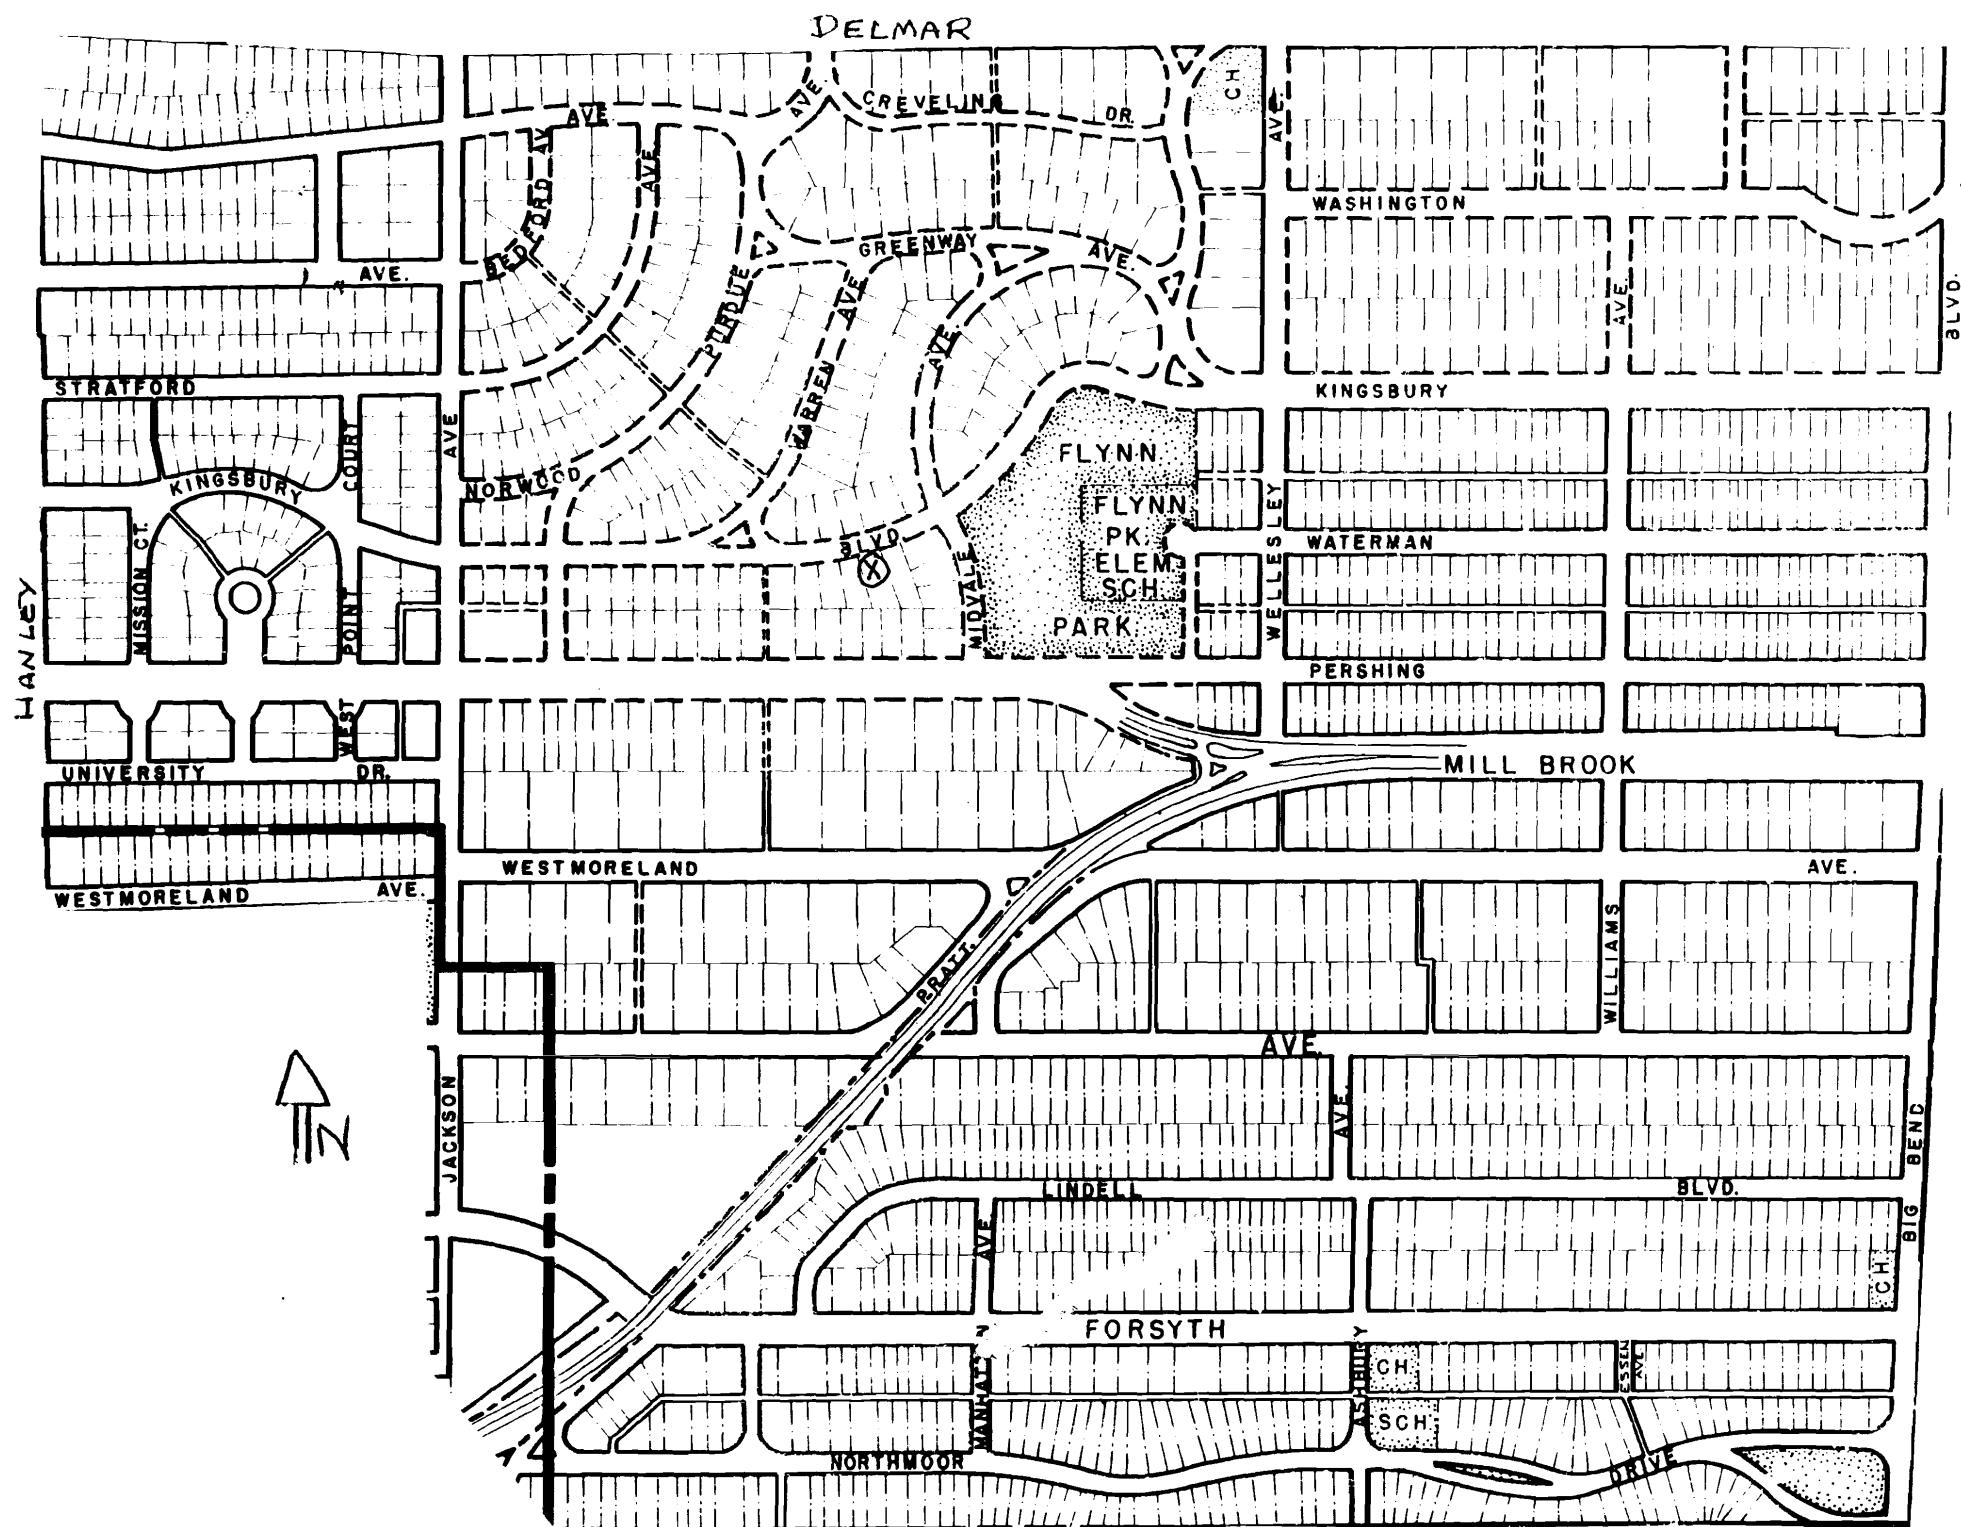 DELMAR
CH
AVE.
CREVELING
DR.
AVE
AVE.
BEDFORD AV
AVE
WASHINGTON
GREENWAY
AVE.
AVE.
PURDUE
WARREN AVE
AVE.
AVE.
BLVD.
STRATFORD
KINGSBURY
AVE
COURT
KINGSBURY
NORWOOD
FLYNN
FLYNN
PK.
ELEM
SCH.
PARK
BLVD
X
MIDVALE
WATERMAN
WELLESLEY
MISSION CT.
POINT
HANLEY
PERSHING
WEST
UNIVERSITY
DR.
MILL BROOK
WESTMORELAND
AVE.
WESTMORELAND
AVE.
WILLIAMS
PRATT.
AVE.
N
JACKSON
AVE.
BEND
LINDELL
BLVD.
AVE
BIG
CH.
FORSYTH
MANHATTAN
ASHBURY
CH
ESSEN
AVE
SCH
NORTHMOOR
DRIVE